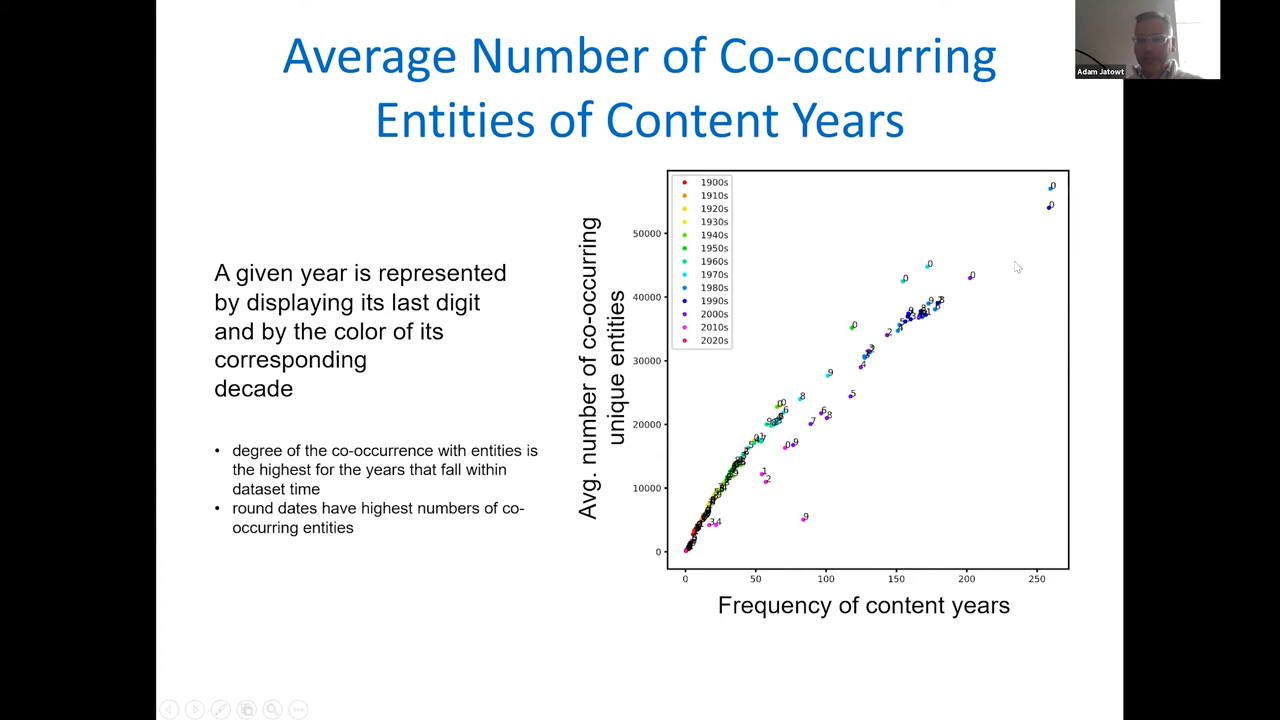 Average Number of Co-occurring
Entities of Content Years
Adam Jatowt
A given year is represented
by displaying its last digit
and by the color of its
corresponding
decade
• degree of the co-occurrence with entities is
the highest for the years that fall within
dataset time
• round dates have highest numbers of co-
occurring entities
Avg. number of co-occurring
unique entities
1900s
1910s
1920s
1930s
1940s
1950s
1960s
1970s
1980s
1990s
2000s
2010s
2020s
50000
40000
30000
20000
10000
0
0 50 100 150 200 250
Frequency of content years